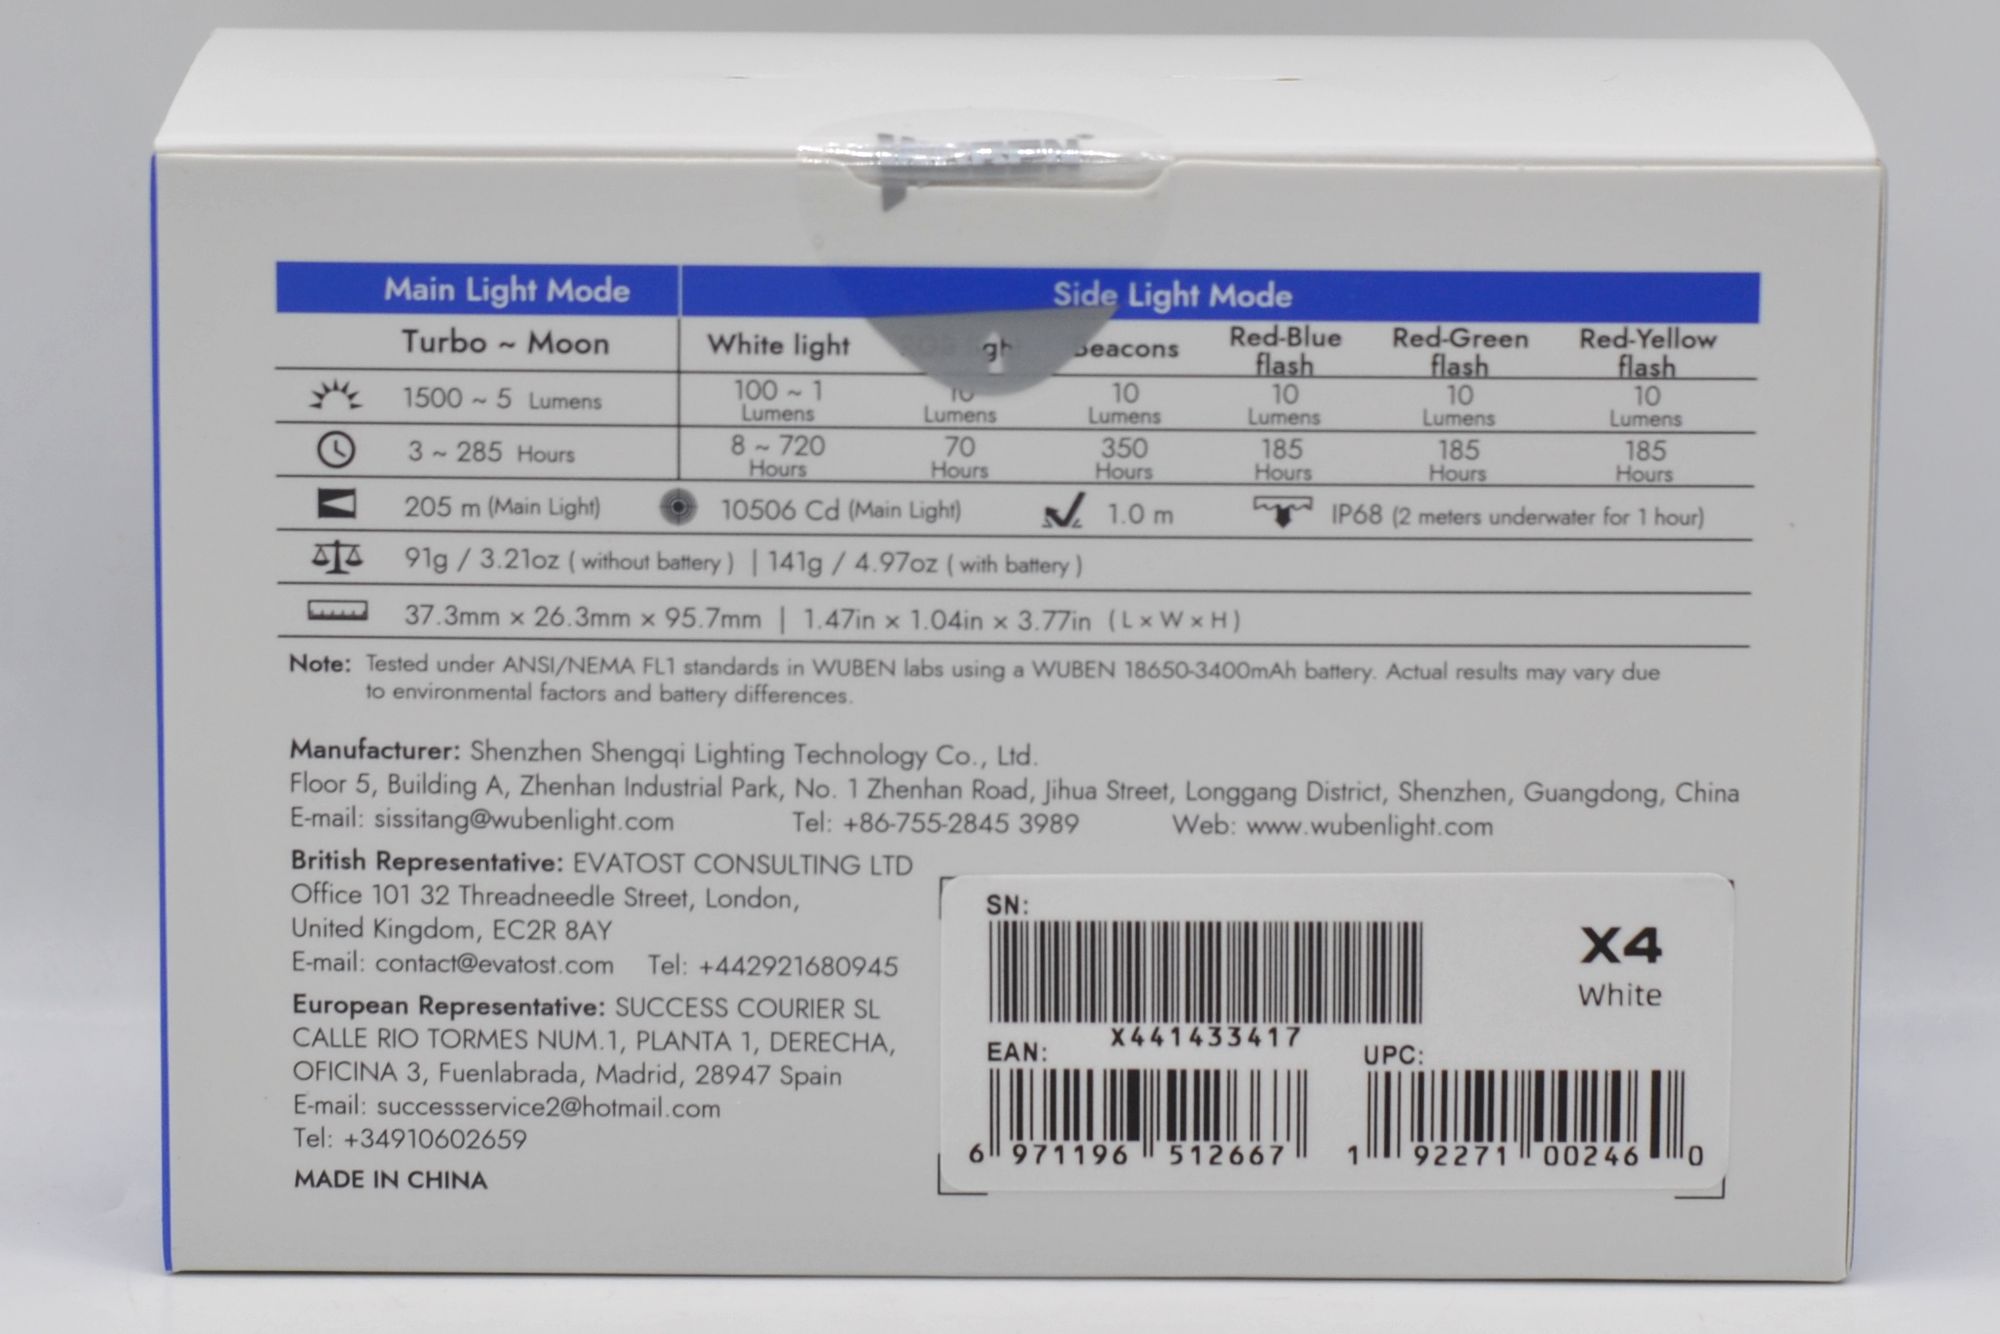 Main Light Mode Side Light Mode
Turbo ~ Moon White light Beacons Red-Blue flash Red-Green flash Red-Yellow flash
1500 ~ 5 Lumens 100 ~ 1 Lumens 10 Lumens 10 Lumens 10 Lumens 10 Lumens 10 Lumens
3 ~ 285 Hours 8 ~ 720 Hours 70 Hours 350 Hours 185 Hours 185 Hours 185 Hours
205 m (Main Light) 10506 Cd (Main Light) 1.0 m IP68 (2 meters underwater for 1 hour)
91g / 3.21oz ( without battery ) | 141g / 4.97oz ( with battery )
37.3mm × 26.3mm × 95.7mm | 1.47in × 1.04in × 3.77in ( L × W × H )
Note: Tested under ANSI/NEMA FL1 standards in WUBEN labs using a WUBEN 18650-3400mAh battery. Actual results may vary due
to environmental factors and battery differences.
Manufacturer: Shenzhen Shengqi Lighting Technology Co., Ltd.
Floor 5, Building A, Zhenhan Industrial Park, No. 1 Zhenhan Road, Jihua Street, Longgang District, Shenzhen, Guangdong, China
E-mail: sissitang@wubenlight.com Tel: +86-755-2845 3989 Web: www.wubenlight.com
British Representative: EVATOST CONSULTING LTD
Office 101 32 Threadneedle Street, London,
United Kingdom, EC2R 8AY
E-mail: contact@evatost.com Tel: +442921680945
European Representative: SUCCESS COURIER SL
CALLE RIO TORMES NUM.1, PLANTA 1, DERECHA,
OFICINA 3, Fuenlabrada, Madrid, 28947 Spain
E-mail: successservice2@hotmail.com
Tel: +34910602659
MADE IN CHINA
SN:
X441433417
X4
White
EAN:
6 971196 512667
UPC:
1 92271 00246 0